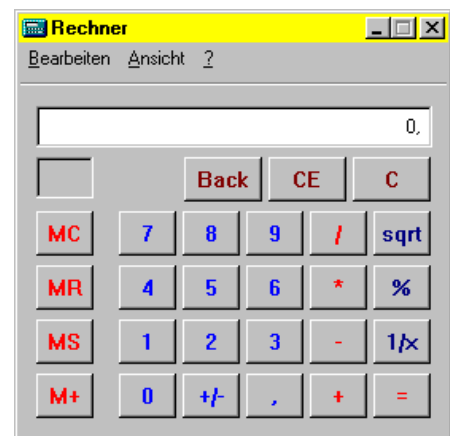 Rechner
Bearbeiten Ansicht ?
0,
Back CE C
MC 7 8 9 / sqrt
MR 4 5 6 * %
MS 1 2 3 - 1/x
M+ 0 +/- , + =